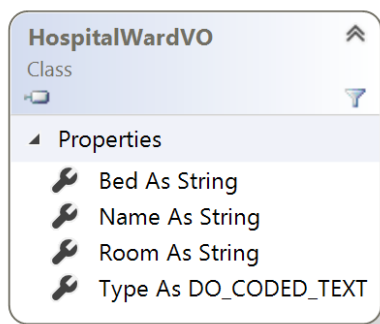 HospitalWardVO
Class
Properties
Bed As String
Name As String
Room As String
Type As DO_CODED_TEXT